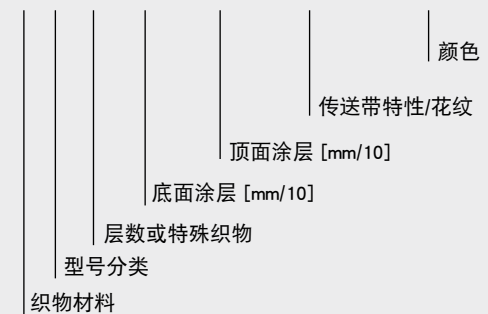 颜色
传送带特性/花纹
顶面涂层 [mm/10]
底面涂层 [mm/10]
层数或特殊织物
型号分类
织物材料